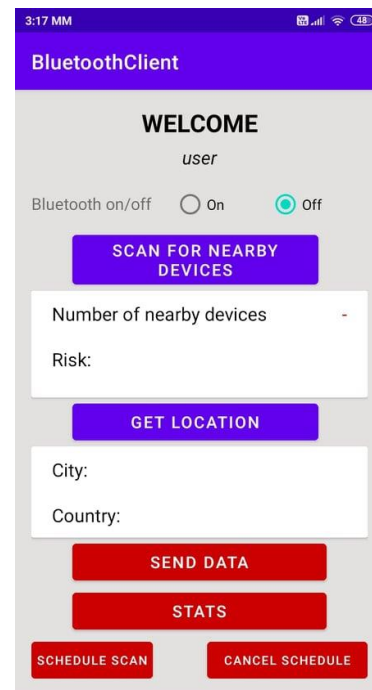 3:17 MM 48
BluetoothClient
WELCOME
user
Bluetooth on/off On Off
SCAN FOR NEARBY
DEVICES
Number of nearby devices -
Risk:
GET LOCATION
City:
Country:
SEND DATA
STATS
SCHEDULE SCAN CANCEL SCHEDULE